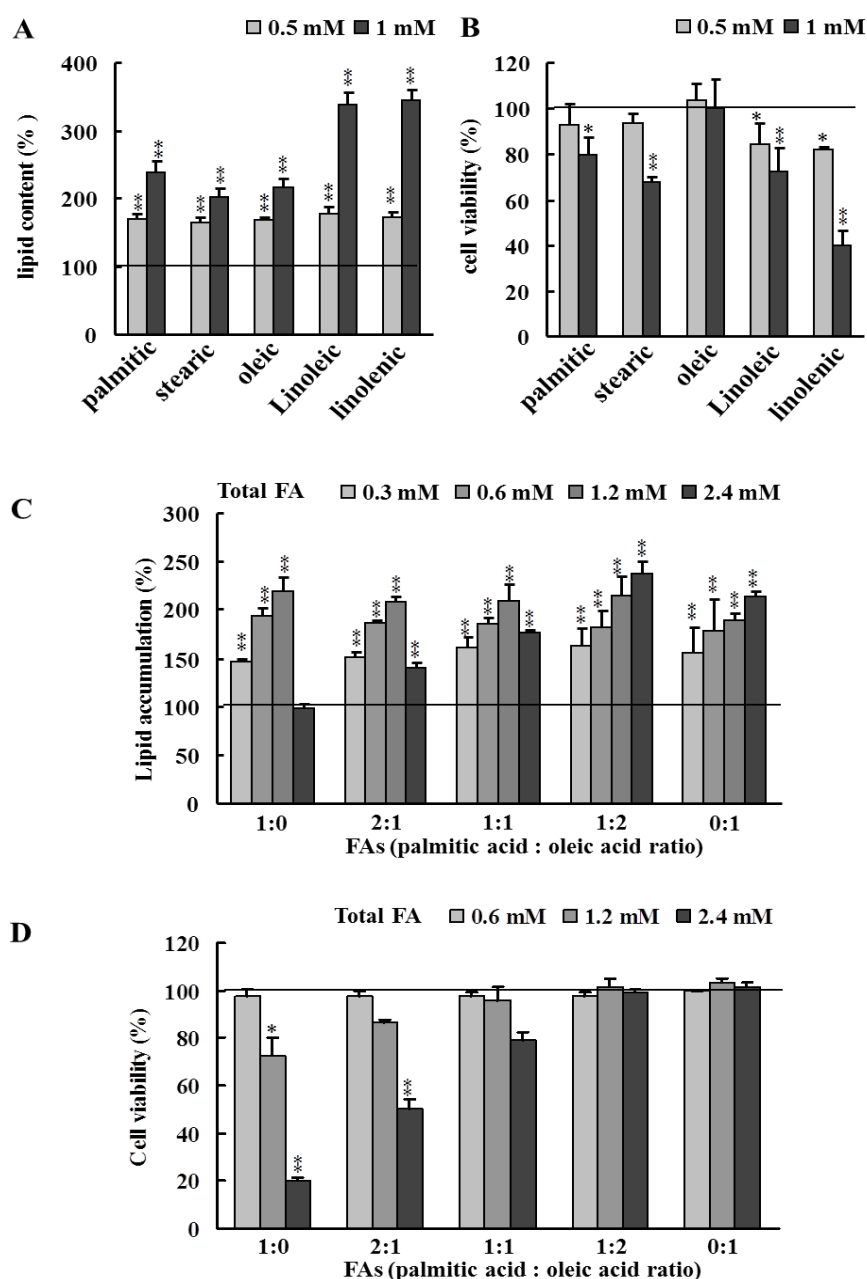 A
0.5 mM 1 mM
400
300
200
100
0
lipid content (% )
** ** ** ** ** ** ** ** ** **
palmitic
stearic
oleic
Linoleic
linolenic
B
0.5 mM 1 mM
120
100
80
60
40
20
0
cell viability (%)
* ** * ** * **
palmitic
stearic
oleic
Linoleic
linolenic
C
Total FA 0.3 mM 0.6 mM 1.2 mM 2.4 mM
300
250
200
150
100
50
0
Lipid accumulation (%)
** ** ** ** ** ** ** ** ** ** ** ** ** ** ** ** ** ** **
1:0 2:1 1:1 1:2 0:1
FAs (palmitic acid : oleic acid ratio)
D
Total FA 0.6 mM 1.2 mM 2.4 mM
120
100
80
60
40
20
0
Cell viability (%)
* ** **
1:0 2:1 1:1 1:2 0:1
FAs (palmitic acid : oleic acid ratio)